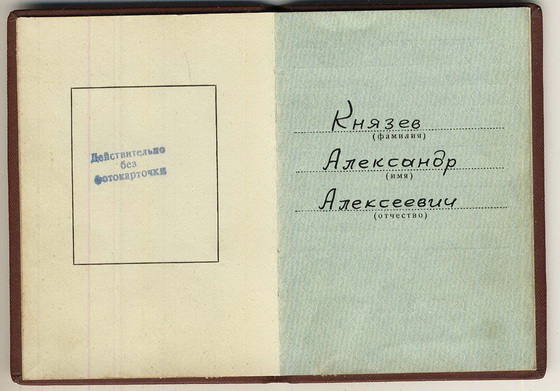 Действительно
без
фотокарточки
Князев
(фамилия)
Александр
(имя)
Алексеевич
(отчество)